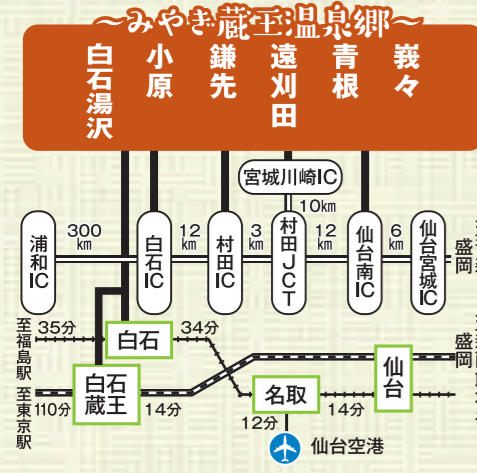 ～みやぎ蔵王温泉郷～
白石湯沢
小原
鎌先
遠刈田
青根
峩々
宮城川崎IC
10km
浦和IC
300km
白石IC
12km
村田IC
3km
村田JCT
12km
仙台南IC
6km
仙台宮城IC
盛岡
至福島駅
35分
白石
34分
盛岡
至東京駅
110分
白石蔵王
14分
名取
14分
仙台
12分
仙台空港